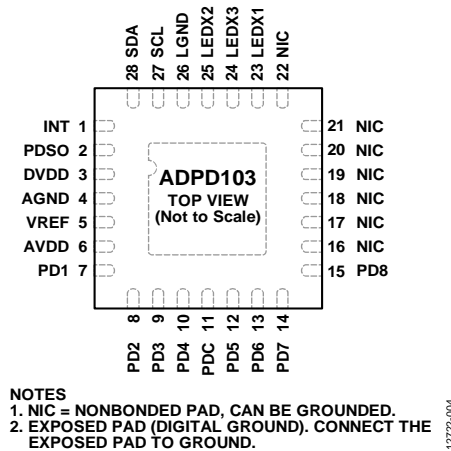 28 SDA
27 SCL
26 LGND
25 LEDX2
24 LEDX3
23 LEDX1
22 NIC
INT 1
PDSO 2
DVDD 3
AGND 4
VREF 5
AVDD 6
PD1 7
ADPD103
TOP VIEW
(Not to Scale)
21 NIC
20 NIC
19 NIC
18 NIC
17 NIC
16 NIC
15 PD8
PD2 8
PD3 9
PD4 10
PDC 11
PD5 12
PD6 13
PD7 14
NOTES
1. NIC = NONBONDED PAD, CAN BE GROUNDED.
2. EXPOSED PAD (DIGITAL GROUND). CONNECT THE
EXPOSED PAD TO GROUND.
12722-004